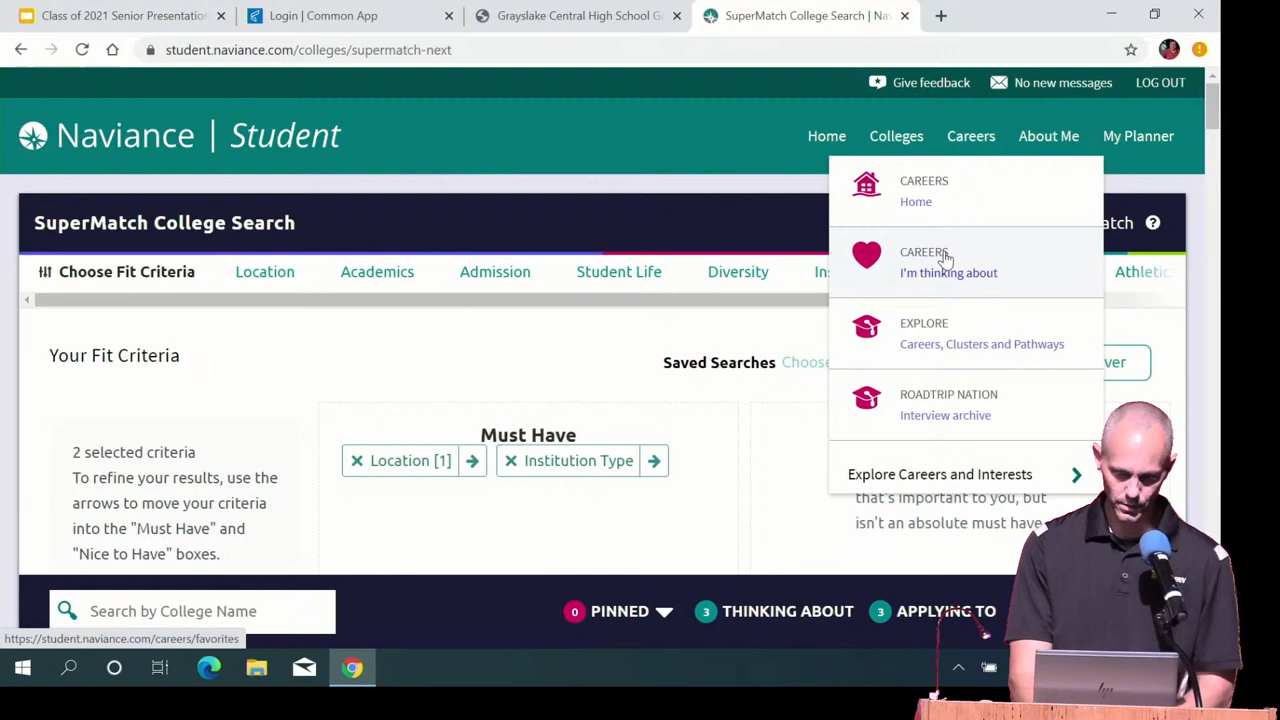 Class of 2021 Senior Presentation
Login | Common App
Grayslake Central High School G
SuperMatch College Search | Nav
student.naviance.com/colleges/supermatch-next
Give feedback
No new messages
LOG OUT
Naviance | Student
Home
Colleges
Careers
About Me
My Planner
CAREERS
Home
SuperMatch College Search
atch
CAREERS
I'm thinking about
Choose Fit Criteria
Location
Academics
Admission
Student Life
Diversity
In
Athletic
EXPLORE
Careers, Clusters and Pathways
Your Fit Criteria
Saved Searches
Choose
ver
ROADTRIP NATION
Interview archive
Must Have
2 selected criteria
To refine your results, use the
arrows to move your criteria
into the "Must Have" and
"Nice to Have" boxes.
Location [1]
Institution Type
Explore Careers and Interests
that's important to you, but
isn't an absolute must have
Search by College Name
0 PINNED
3 THINKING ABOUT
3 APPLYING TO
https://student.naviance.com/careers/favorites
hp